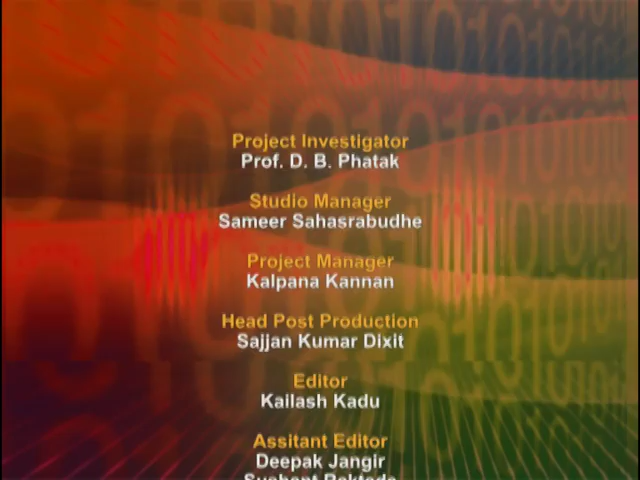 Project Investigator
Prof. D. B. Phatak
Studio Manager
Sameer Sahasrabudhe
Project Manager
Kalpana Kannan
Head Post Production
Sajjan Kumar Dixit
Editor
Kailash Kadu
Assitant Editor
Deepak Jangir